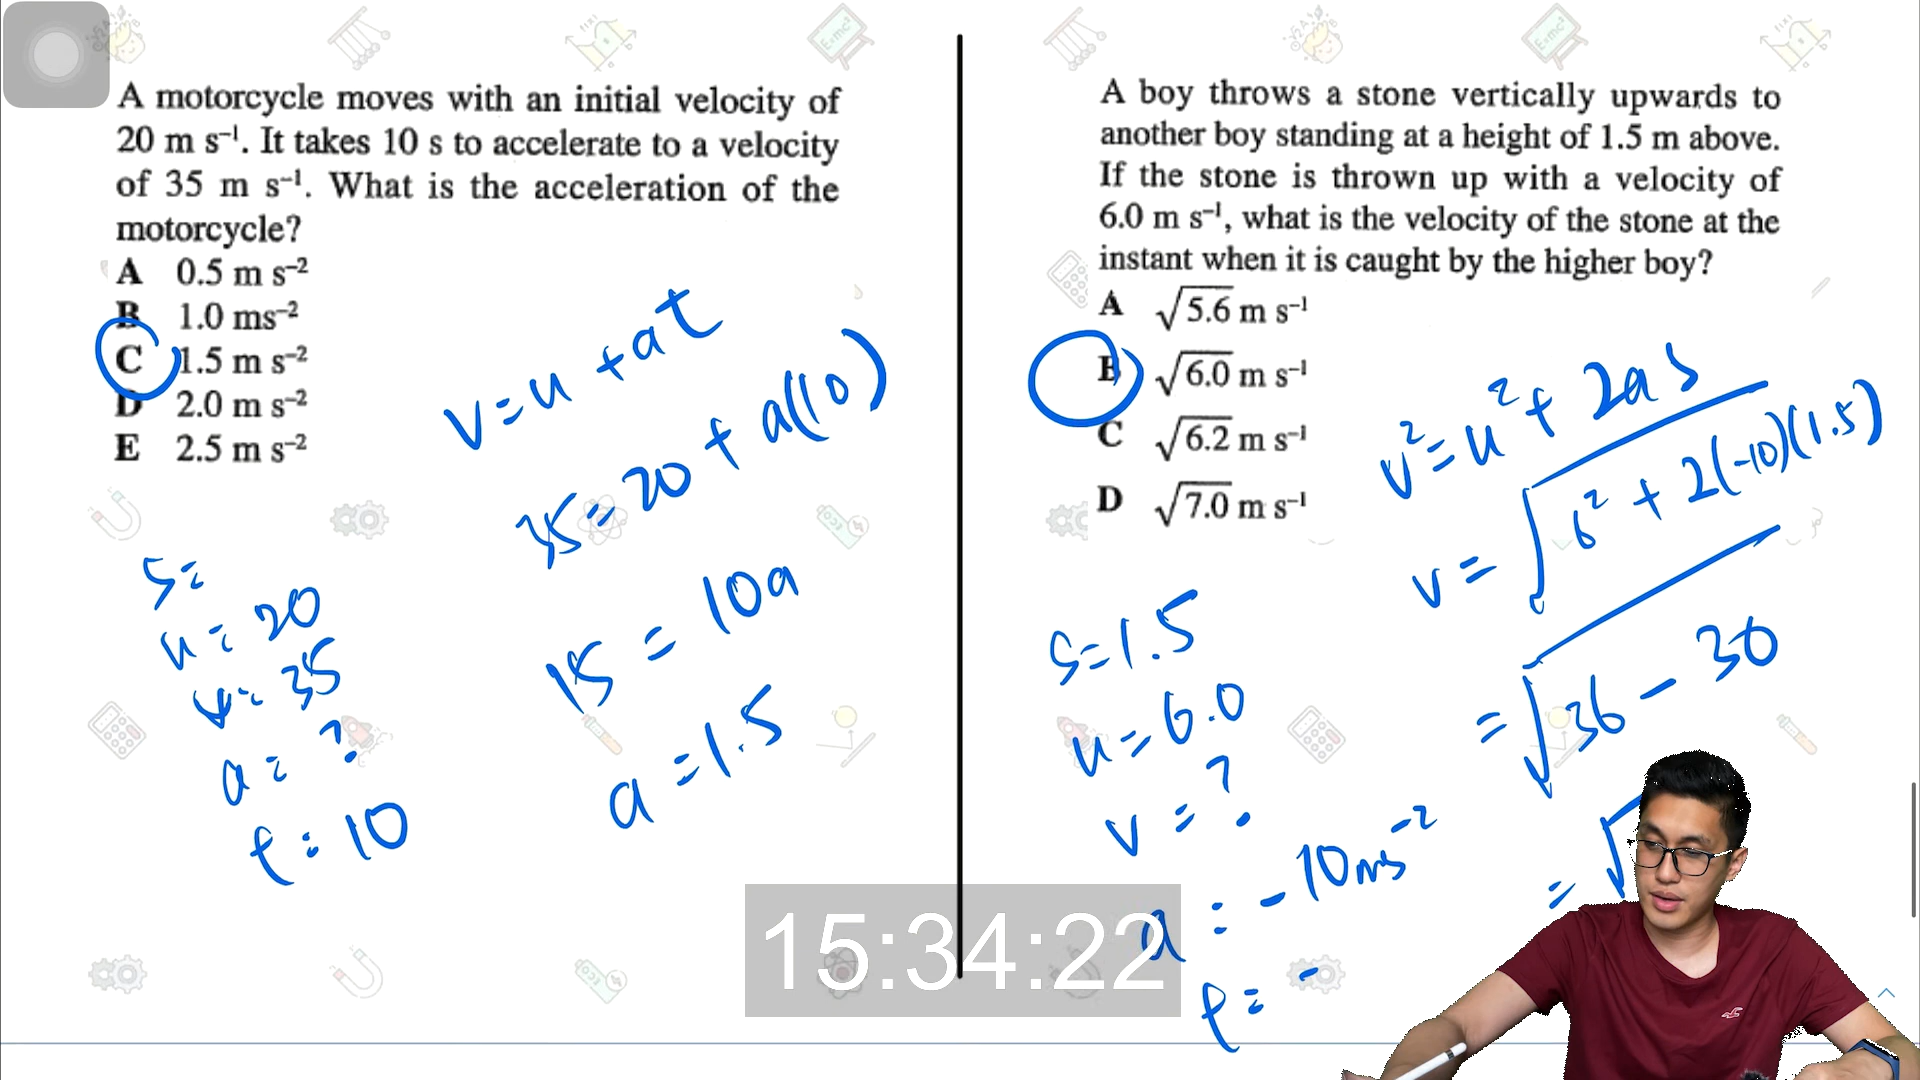 A motorcycle moves with an initial velocity of
20 m s⁻¹. It takes 10 s to accelerate to a velocity
of 35 m s⁻¹. What is the acceleration of the
motorcycle?
A 0.5 m s⁻²
B 1.0 ms⁻²
C 1.5 m s⁻²
D 2.0 m s⁻²
E 2.5 m s⁻²
v = u + at
35 = 20 + a(10)
15 = 10a
a = 1.5
s =
u = 20
v = 35
a = ?
t = 10
A boy throws a stone vertically upwards to
another boy standing at a height of 1.5 m above.
If the stone is thrown up with a velocity of
6.0 m s⁻¹, what is the velocity of the stone at the
instant when it is caught by the higher boy?
A √5.6 m s⁻¹
B √6.0 m s⁻¹
C √6.2 m s⁻¹
D √7.0 m s⁻¹
v² = u² + 2as
v = √6² + 2(-10)(1.5)
= √36 - 30
= √
s = 1.5
u = 6.0
v = ?
a = -10ms⁻²
t = -
15:34:22
E=mc²
E=mc²